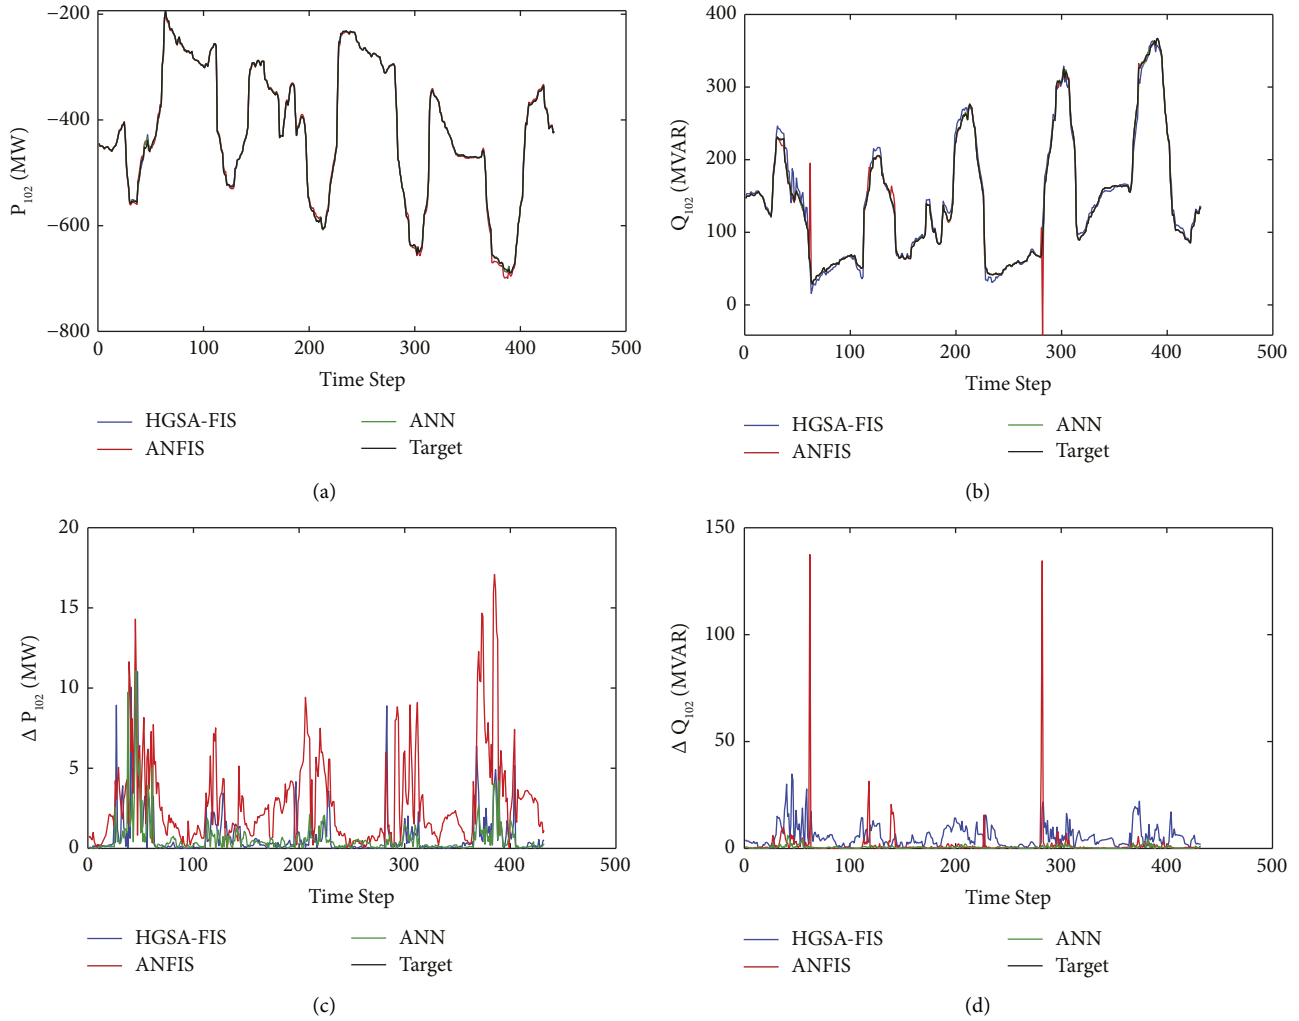 −200
−400
−600
−800
P102 (MW)
0 100 200 300 400 500
Time Step
HGSA-FIS
ANFIS
ANN
Target
(a)
400
300
200
100
0
Q102 (MVAR)
0 100 200 300 400 500
Time Step
HGSA-FIS
ANFIS
ANN
Target
(b)
20
15
10
5
0
Δ P102 (MW)
0 100 200 300 400 500
Time Step
HGSA-FIS
ANFIS
ANN
Target
(c)
150
100
50
0
Δ Q102 (MVAR)
0 100 200 300 400 500
Time Step
HGSA-FIS
ANFIS
ANN
Target
(d)